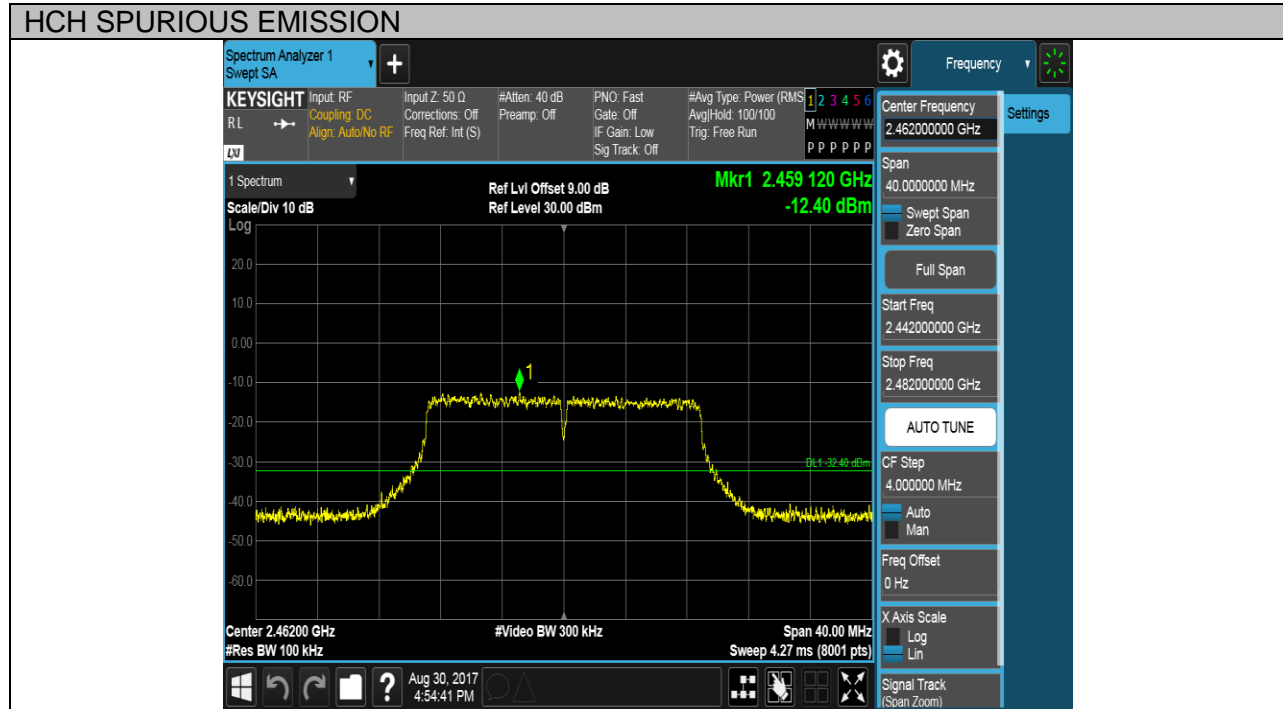 HCH SPURIOUS EMISSION
Spectrum Analyzer 1
Swept SA
+
Frequency
KEYSIGHT
RL
LXI
Input: RF
Coupling: DC
Align: Auto/No RF
Input Z: 50 Ω
Corrections: Off
Freq Ref: Int (S)
#Atten: 40 dB
Preamp: Off
PNO: Fast
Gate: Off
IF Gain: Low
Sig Track: Off
#Avg Type: Power (RMS
Avg|Hold: 100/100
Trig: Free Run
1 2 3 4 5 6
M W W W W W
P P P P P P
1 Spectrum
Scale/Div 10 dB
Ref Lvl Offset 9.00 dB
Ref Level 30.00 dBm
Mkr1 2.459 120 GHz
-12.40 dBm
Log
20.0
10.0
0.00
-10.0
-20.0
-30.0
-40.0
-50.0
-60.0
1
DL1 -32.40 dBm
Center 2.46200 GHz
#Res BW 100 kHz
#Video BW 300 kHz
Span 40.00 MHz
Sweep 4.27 ms (8001 pts)
?
Aug 30, 2017
4:54:41 PM
Center Frequency
2.462000000 GHz
Span
40.0000000 MHz
Swept Span
Zero Span
Full Span
Start Freq
2.442000000 GHz
Stop Freq
2.482000000 GHz
AUTO TUNE
CF Step
4.000000 MHz
Auto
Man
Freq Offset
0 Hz
X Axis Scale
Log
Lin
Signal Track
(Span Zoom)
Settings